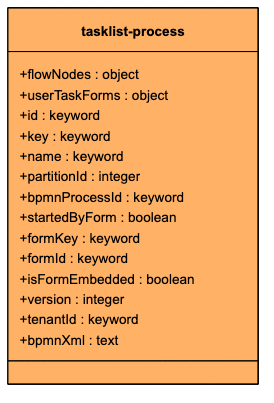 tasklist-process
+flowNodes : object
+userTaskForms : object
+id : keyword
+key : keyword
+name : keyword
+partitionId : integer
+bpmnProcessId : keyword
+startedByForm : boolean
+formKey : keyword
+formId : keyword
+isFormEmbedded : boolean
+version : integer
+tenantId : keyword
+bpmnXml : text